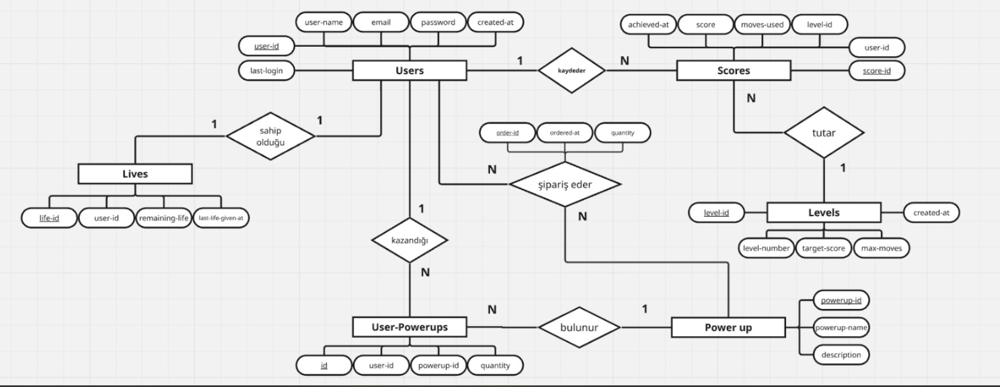 user-name
email
password
created-at
user-id
last-login
Users
1
kaydeder
N
achieved-at
score
moves-used
level-id
user-id
score-id
Scores
N
tutar
1
1
sahip
olduğu
1
Lives
life-id
user-id
remaining-life
last-life-given-at
order-id
ordered-at
quantity
N
şipariş eder
N
level-id
Levels
created-at
level-number
target-score
max-moves
1
kazandığı
N
User-Powerups
N
bulunur
1
Power up
powerup-id
powerup-name
description
id
user-id
powerup-id
quantity